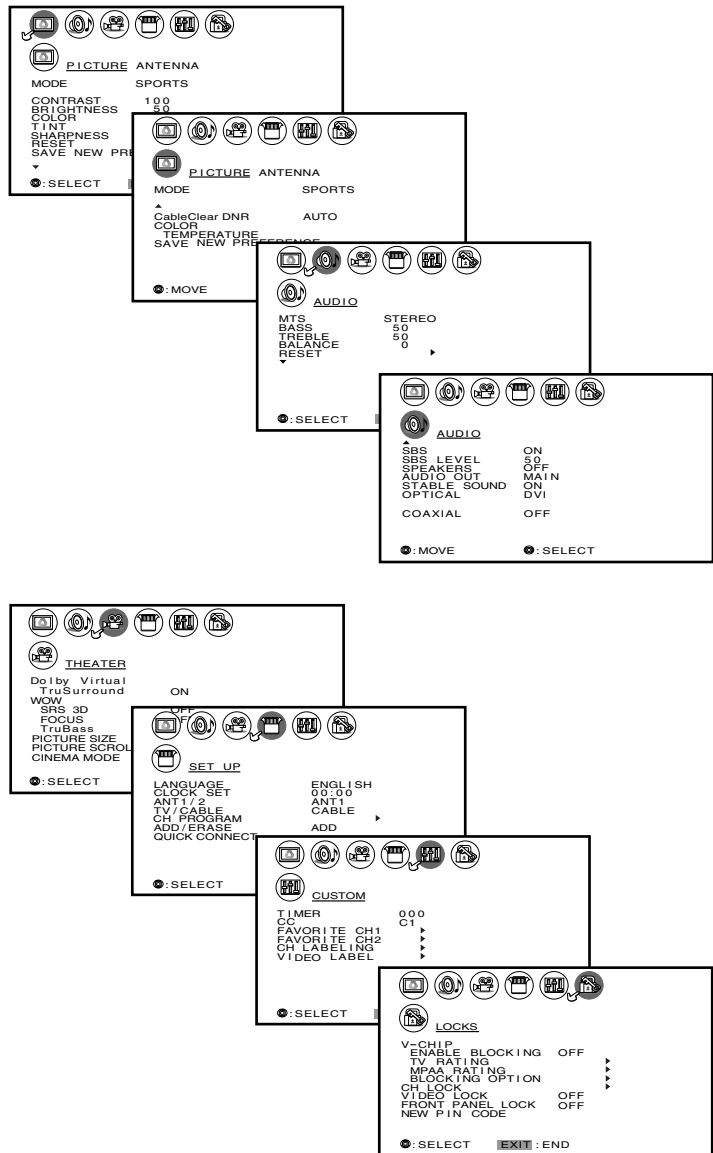 PICTURE ANTENNA
MODE SPORTS
CONTRAST 100
BRIGHTNESS 50
COLOR
TINT
SHARPNESS
RESET
SAVE NEW PRE
:SELECT
PICTURE ANTENNA
MODE SPORTS
CableClear DNR AUTO
COLOR
TEMPERATURE
SAVE NEW PREFERENCE
:MOVE
AUDIO
MTS STEREO
BASS 50
TREBLE 50
BALANCE 0
RESET
:SELECT
AUDIO
SBS ON
SBS LEVEL 50
SPEAKERS OFF
AUDIO OUT MAIN
STABLE SOUND ON
OPTICAL DVI
COAXIAL OFF
:MOVE :SELECT
THEATER
Dolby Virtual
TruSurround ON
WOW
SRS 3D OFF
FOCUS
TruBass
PICTURE SIZE
PICTURE SCROL
CINEMA MODE
:SELECT
SET UP
LANGUAGE ENGLISH
CLOCK SET 00:00
ANT1/2 ANT1
TV/CABLE CABLE
CH PROGRAM
ADD/ERASE ADD
QUICK CONNECT
:SELECT
CUSTOM
TIMER 000
CC C1
FAVORITE CH1
FAVORITE CH2
CH LABELING
VIDEO LABEL
:SELECT
LOCKS
V-CHIP
ENABLE BLOCKING OFF
TV RATING
MPAA RATING
BLOCKING OPTION
CH LOCK
VIDEO LOCK OFF
FRONT PANEL LOCK OFF
NEW PIN CODE
:SELECT EXIT :END